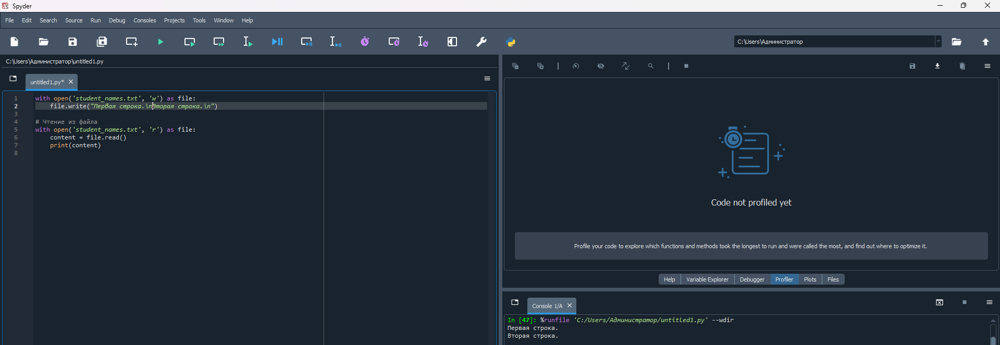 Spyder
File Edit Search Source Run Debug Consoles Projects Tools Window Help
C:\Users\Администратор
C:\Users\Администратор\untitled1.py
untitled1.py*
1 with open('student_names.txt', 'w') as file:
2 file.write("Первая строка.\nВторая строка.\n")
3
4 # Чтение из файла
5 with open('student_names.txt', 'r') as file:
6 content = file.read()
7 print(content)
8
Code not profiled yet
Profile your code to explore which functions and methods took the longest to run and were called the most, and find out where to optimize it.
Help Variable Explorer Debugger Profiler Plots Files
Console 1/A
In [47]: %runfile 'C:/Users/Администратор/untitled1.py' --wdir
Первая строка.
Вторая строка.